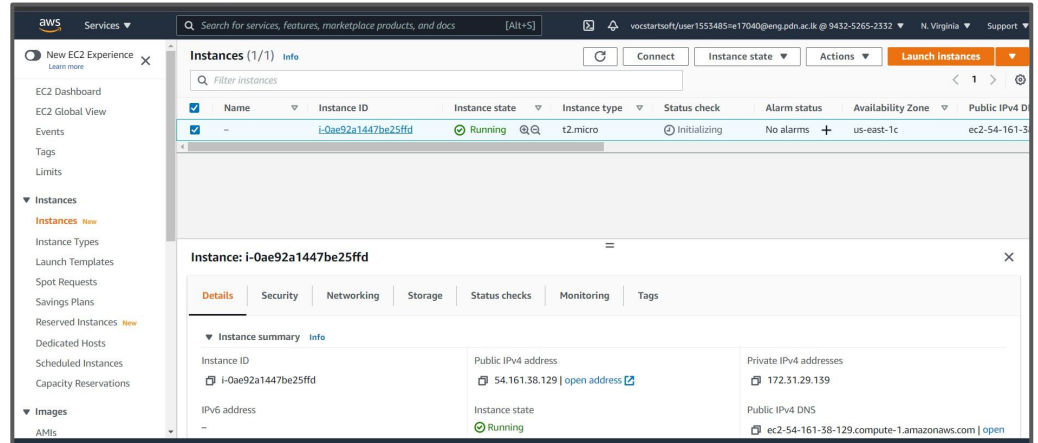 aws Services ▼ Search for services, features, marketplace products, and docs [Alt+S] vocstartsoft/user1553485=e17040@eng.pdn.ac.lk @ 9432-5265-2332 ▼ N. Virginia ▼ Support ▼
New EC2 Experience
Learn more
EC2 Dashboard
EC2 Global View
Events
Tags
Limits
Instances
Instances New
Instance Types
Launch Templates
Spot Requests
Savings Plans
Reserved Instances New
Dedicated Hosts
Scheduled Instances
Capacity Reservations
Images
AMIs
Instances (1/1) Info Connect Instance state ▼ Actions ▼ Launch instances ▼
Filter instances 1
Name Instance ID Instance state Instance type Status check Alarm status Availability Zone Public IPv4 D
– i-0ae92a1447be25ffd Running t2.micro Initializing No alarms + us-east-1c ec2-54-161-3
Instance: i-0ae92a1447be25ffd
Details Security Networking Storage Status checks Monitoring Tags
Instance summary Info
Instance ID Public IPv4 address Private IPv4 addresses
i-0ae92a1447be25ffd 54.161.38.129 | open address 172.31.29.139
IPv6 address Instance state Public IPv4 DNS
– Running ec2-54-161-38-129.compute-1.amazonaws.com | open